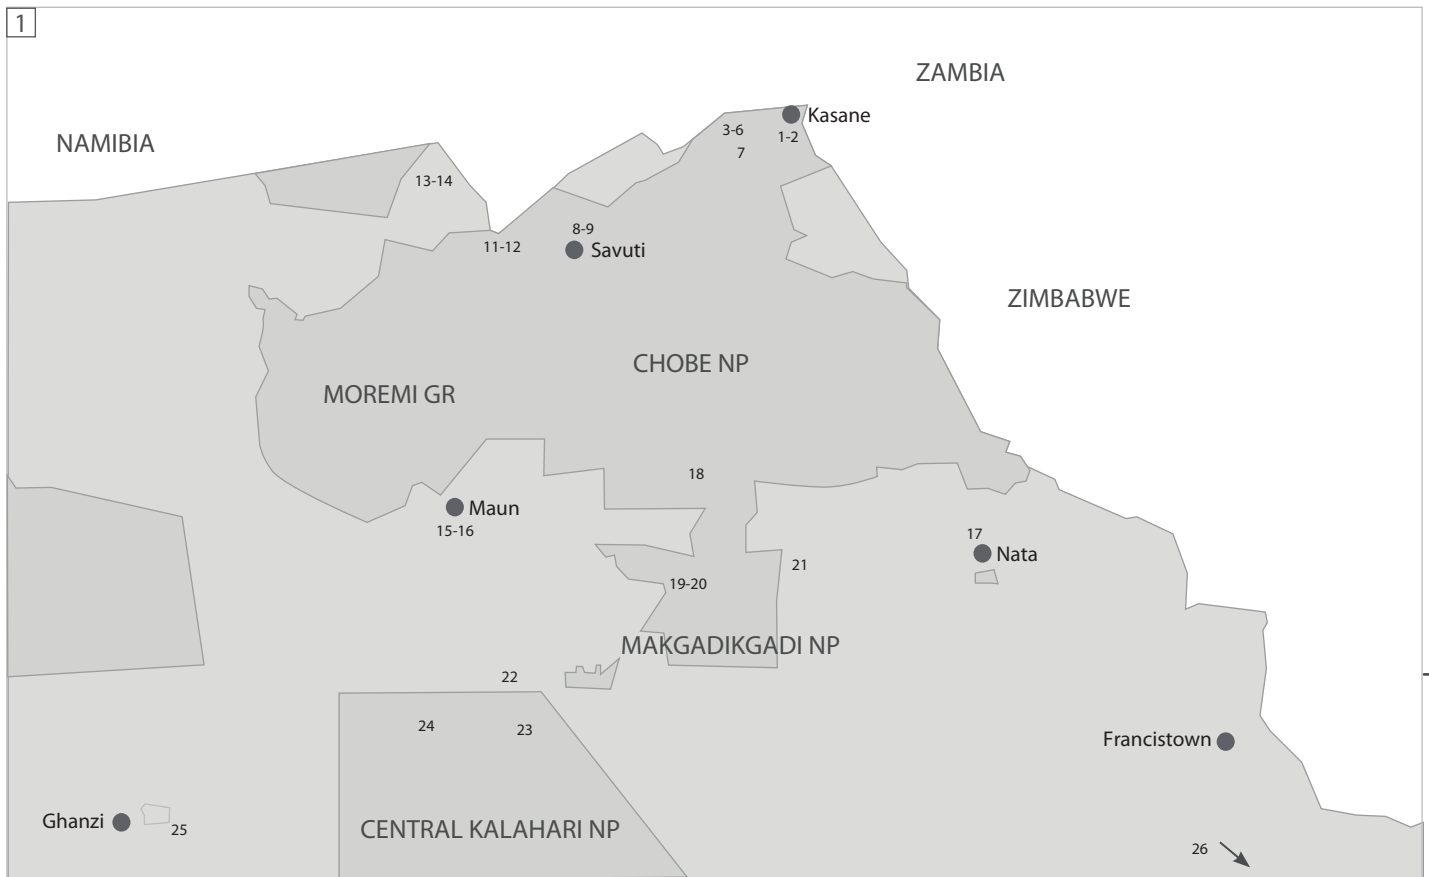 1
ZAMBIA
Kasane
3-6
1-2
NAMIBIA
7
13-14
8-9
11-12
Savuti
ZIMBABWE
CHOBE NP
MOREMI GR
18
Maun
15-16
17
Nata
21
19-20
MAKGADIKGADI NP
22
24
23
Francistown
Ghanzi
25
CENTRAL KALAHARI NP
26